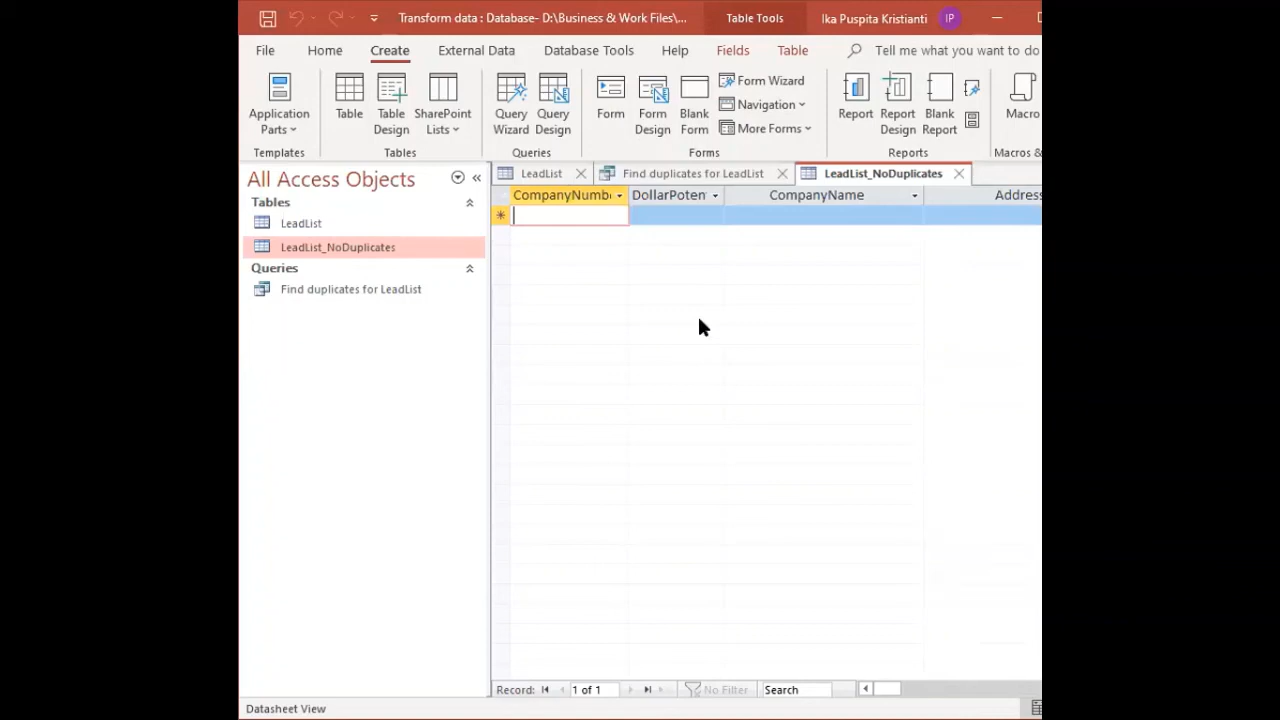 Transform data : Database- D:\Business & Work Files\... Table Tools Ika Puspita Kristianti IP
File Home Create External Data Database Tools Help Fields Table Tell me what you want to do
Application Parts
Table
Table Design
SharePoint Lists
Query Wizard
Query Design
Form
Form Design
Blank Form
Form Wizard
Navigation
More Forms
Report
Report Design
Blank Report
Macro
Templates Tables Queries Forms Reports Macros &
All Access Objects
Tables
LeadList
LeadList_NoDuplicates
Queries
Find duplicates for LeadList
LeadList Find duplicates for LeadList LeadList_NoDuplicates
CompanyNumb DollarPoten CompanyName Address
Record: 1 of 1 No Filter Search
Datasheet View